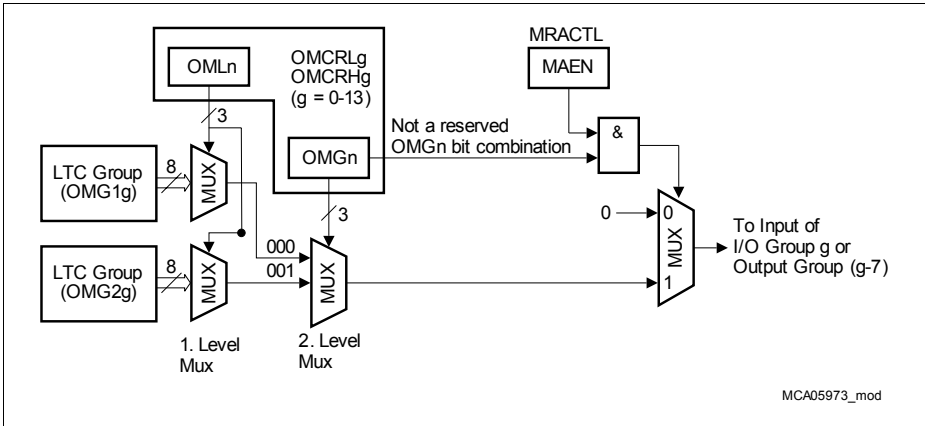 MRACTL
OMLn
OMCRLg
OMCRHg
(g = 0-13)
MAEN
3
Not a reserved
OMGn bit combination
&
OMGn
LTC Group
(OMG1g)
8
MUX
3
0
0
MUX
1
To Input of
I/O Group g or
Output Group (g-7)
000
001
LTC Group
(OMG2g)
8
MUX
MUX
1. Level
Mux
2. Level
Mux
MCA05973_mod